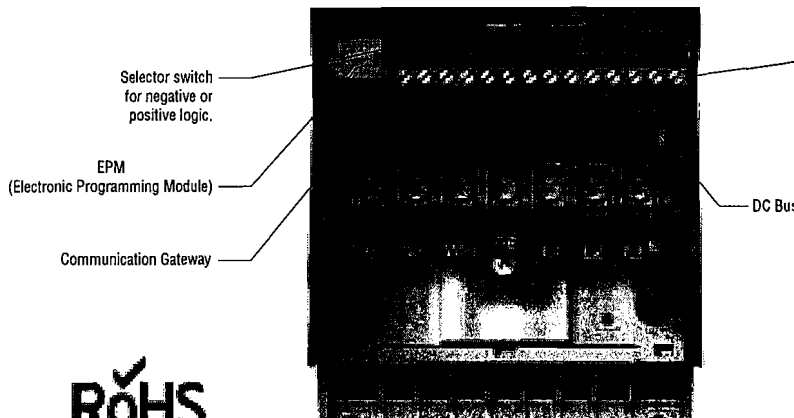 Selector switch
for negative or
positive logic.
EPM
(Electronic Programming Module)
Communication Gateway
DC Bus
RoHS